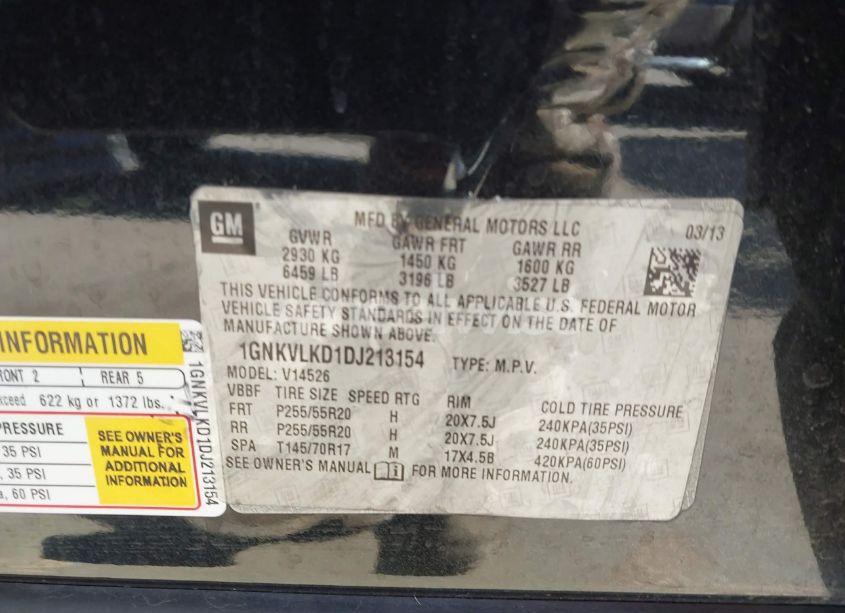 GM
MFD BY GENERAL MOTORS LLC
03/13
GVWR GAWR FRT GAWR RR
2930 KG 1450 KG 1600 KG
6459 LB 3196 LB 3527 LB
THIS VEHICLE CONFORMS TO ALL APPLICABLE U.S. FEDERAL MOTOR
VEHICLE SAFETY STANDARDS IN EFFECT ON THE DATE OF
MANUFACTURE SHOWN ABOVE.
1GNKVLKD1DJ213154 TYPE: M.P.V.
MODEL: V14526
VBBF TIRE SIZE SPEED RTG RIM COLD TIRE PRESSURE
FRT P255/55R20 H 20X7.5J 240KPA(35PSI)
RR P255/55R20 H 20X7.5J 240KPA(35PSI)
SPA T145/70R17 M 17X4.5B 420KPA(60PSI)
SEE OWNER'S MANUAL FOR MORE INFORMATION.
INFORMATION
RONT 2 REAR 5
xceed 622 kg or 1372 lbs.
PRESSURE
35 PSI
, 35 PSI
a, 60 PSI
SEE OWNER'S
MANUAL FOR
ADDITIONAL
INFORMATION
1GNKVLKD1DJ213154